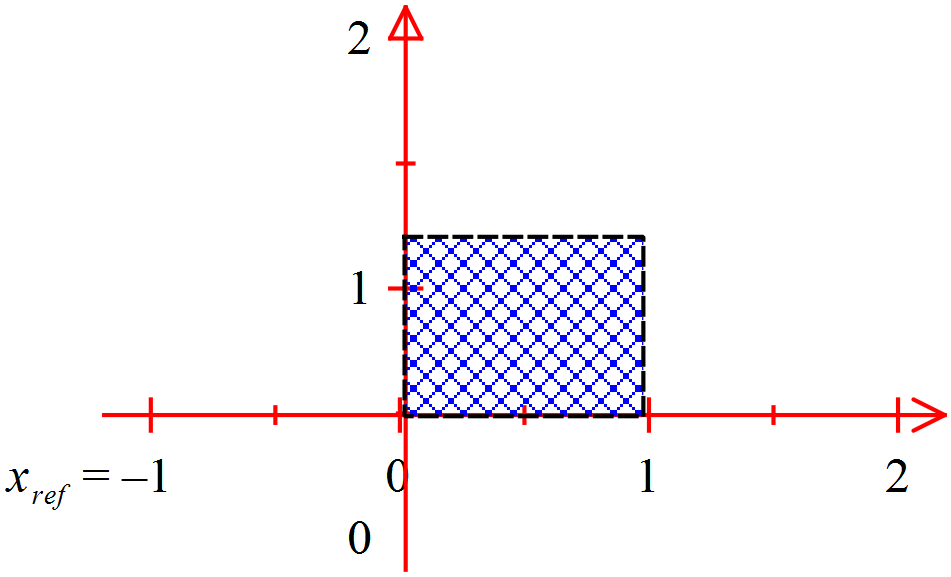 2
1
x_ref = –1 0 1 2
0